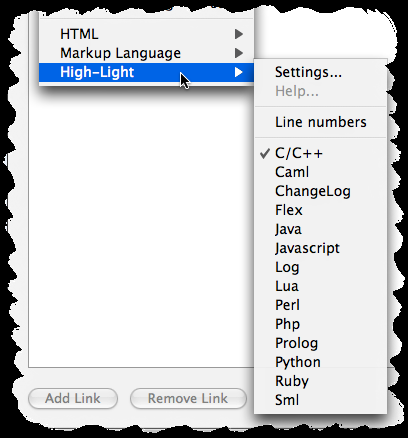 HTML
Markup Language
High-Light
Settings...
Help...
Line numbers
C/C++
Caml
ChangeLog
Flex
Java
Javascript
Log
Lua
Perl
Php
Prolog
Python
Ruby
Sml
Add Link
Remove Link